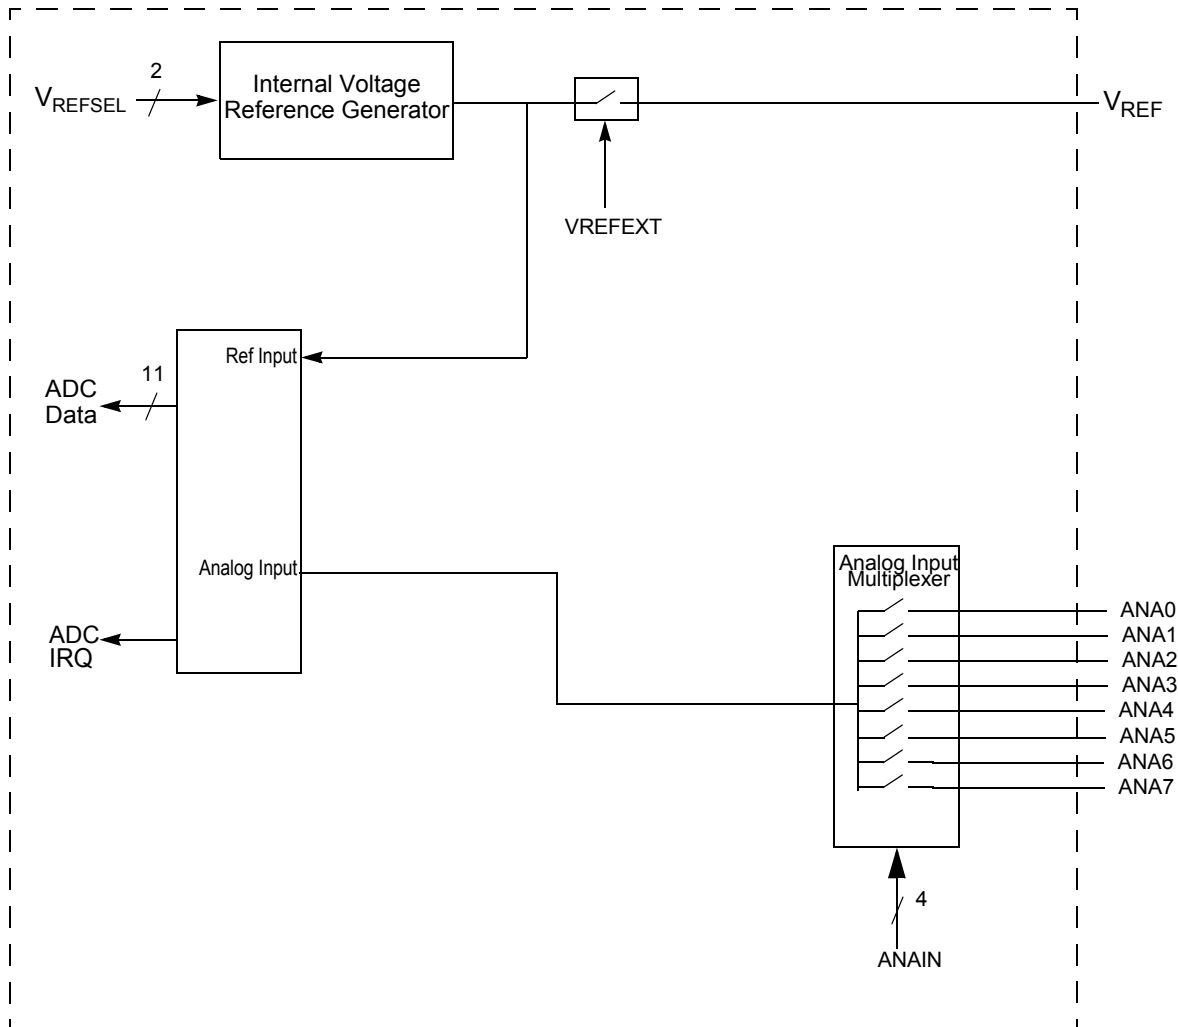 2
VREFSEL
Internal Voltage
Reference Generator
VREF
VREFEXT
Ref Input
11
ADC
Data
Analog Input
ADC
IRQ
Analog Input
Multiplexer
ANA0
ANA1
ANA2
ANA3
ANA4
ANA5
ANA6
ANA7
4
ANAIN